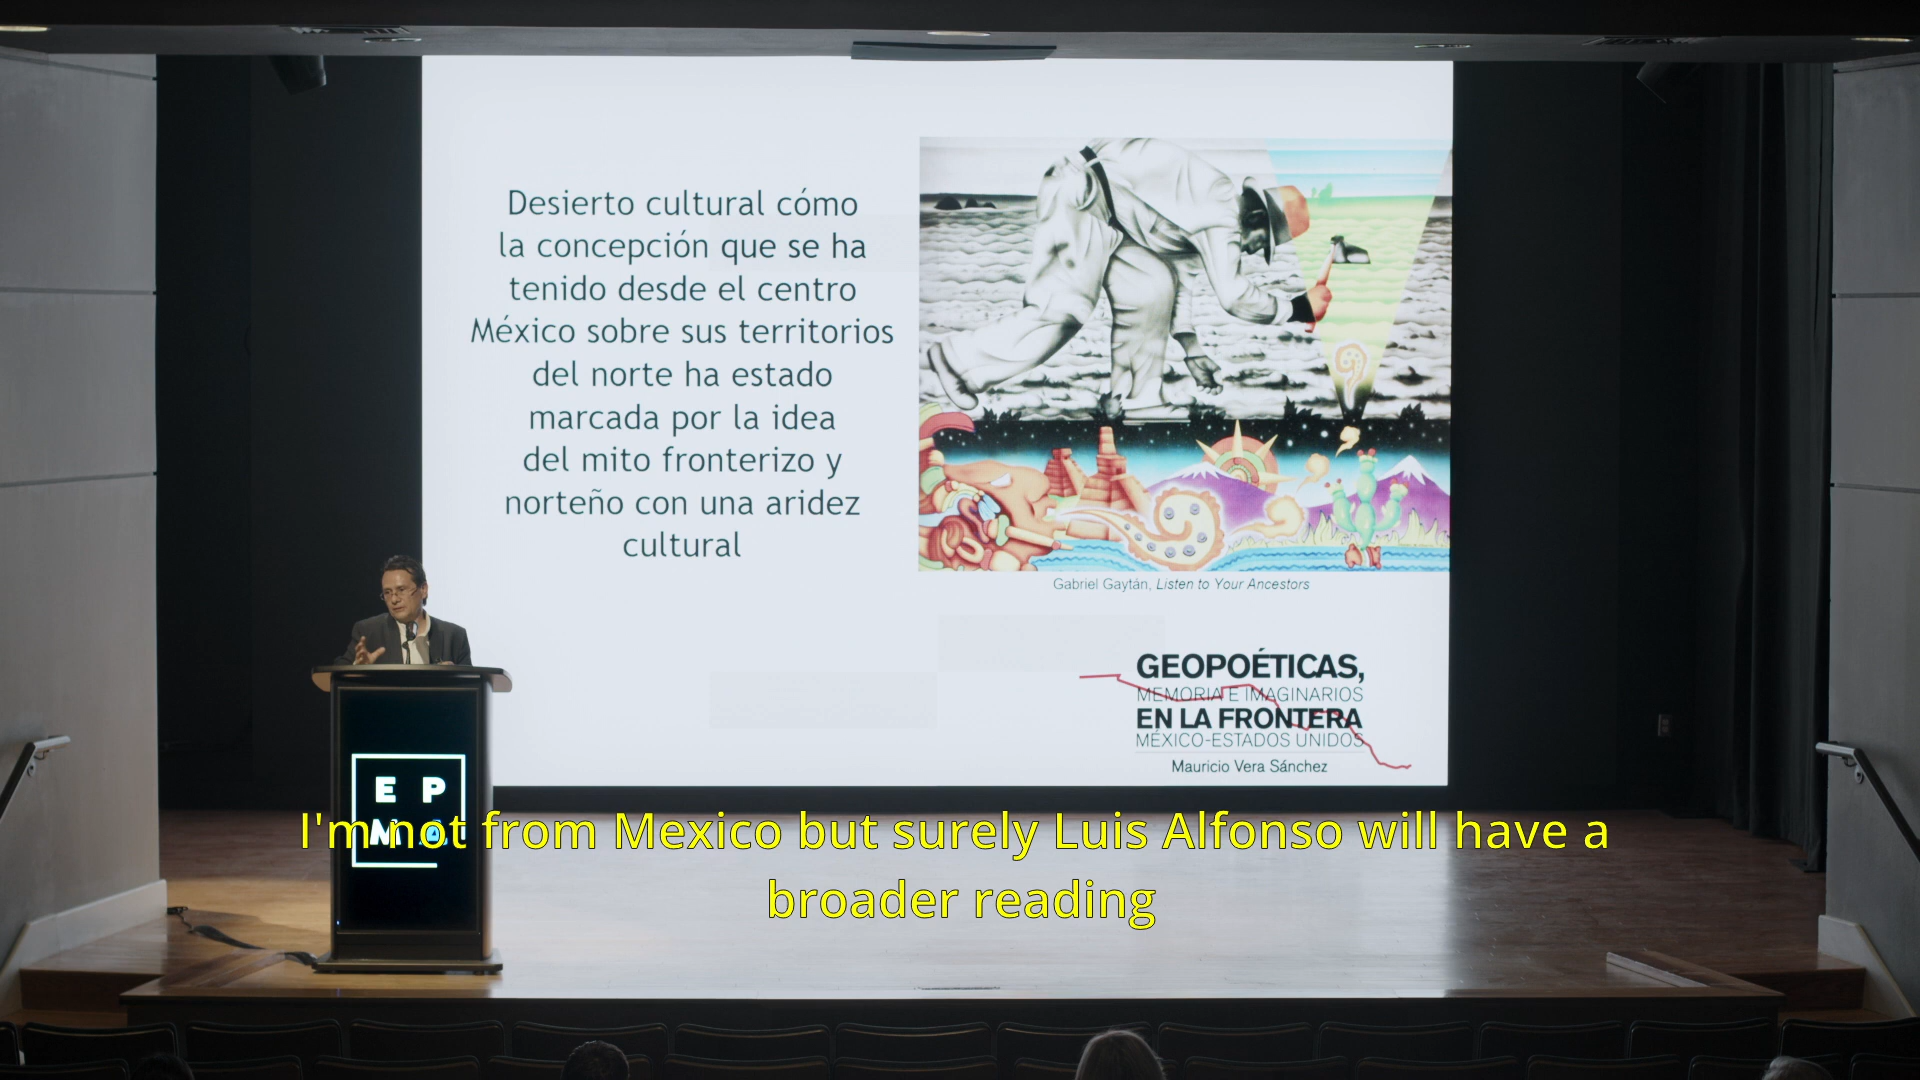 Desierto cultural cómo
la concepción que se ha
tenido desde el centro
México sobre sus territorios
del norte ha estado
marcada por la idea
del mito fronterizo y
norteño con una aridez
cultural
Gabriel Gaytán, Listen to Your Ancestors
GEOPOÉTICAS,
MEMORIA E IMAGINARIOS
EN LA FRONTERA
MÉXICO-ESTADOS UNIDOS
Mauricio Vera Sánchez
E P
M
I'm not from Mexico but surely Luis Alfonso will have a
broader reading